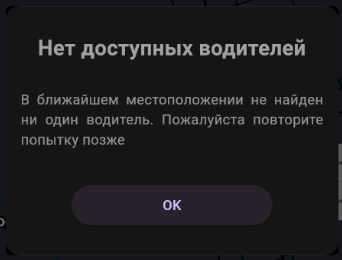 Нет доступных водителей
В ближайшем местоположении не найден
ни один водитель. Пожалуйста повторите
попытку позже
OK